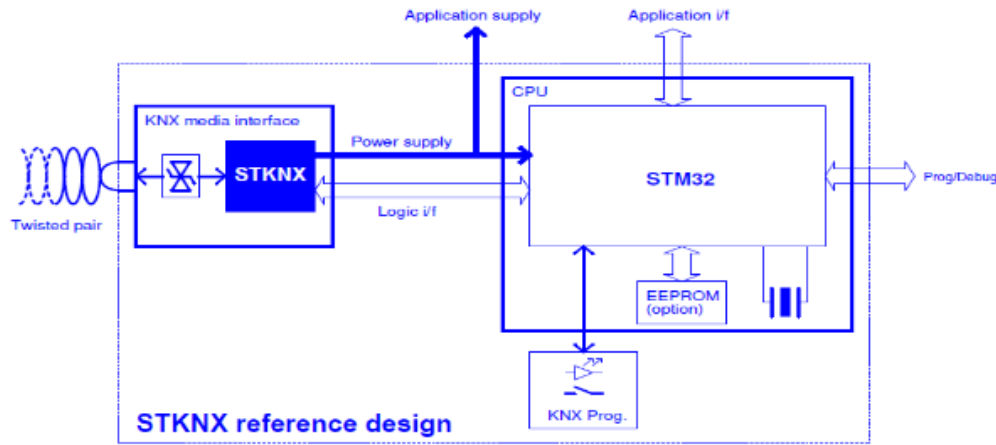 Application supply
Application i/f
CPU
KNX media interface
Power supply
STKNX
STM32
Prog/Debug
Logic i/f
Twisted pair
EEPROM
(option)
KNX Prog.
STKNX reference design